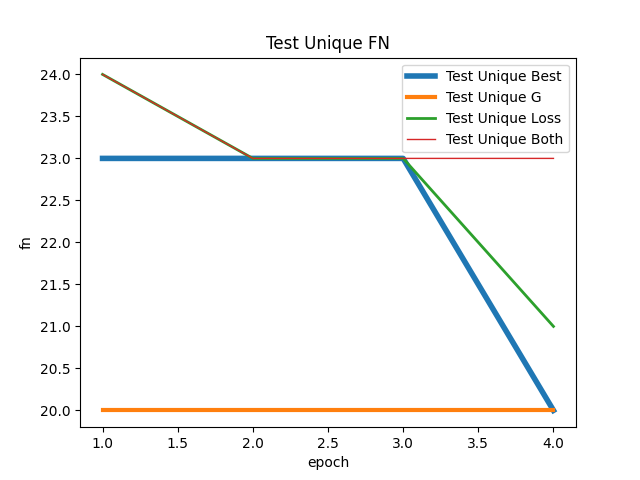 Test Unique FN
24.0
23.5
23.0
22.5
22.0
21.5
21.0
20.5
20.0
fn
Test Unique Best
Test Unique G
Test Unique Loss
Test Unique Both
1.0 1.5 2.0 2.5 3.0 3.5 4.0
epoch